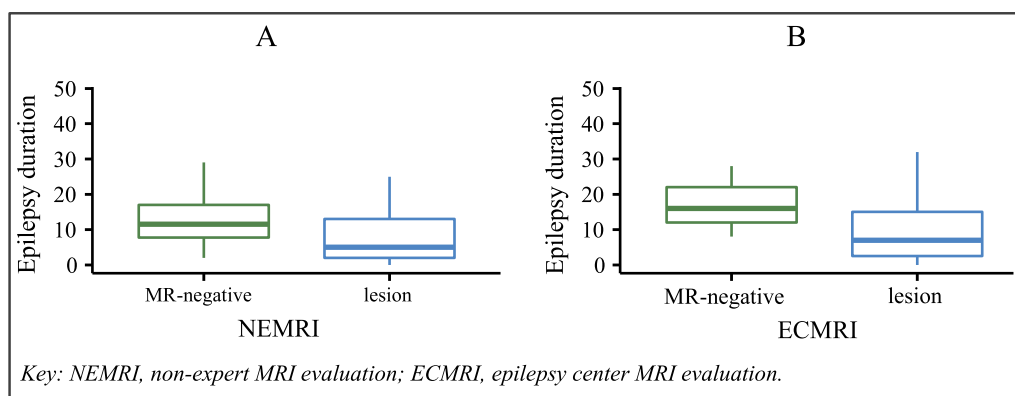 A
Epilepsy duration
50
40
30
20
10
0
MR-negative lesion
NEMRI
B
Epilepsy duration
50
40
30
20
10
0
MR-negative lesion
ECMRI
Key: NEMRI, non-expert MRI evaluation; ECMRI, epilepsy center MRI evaluation.